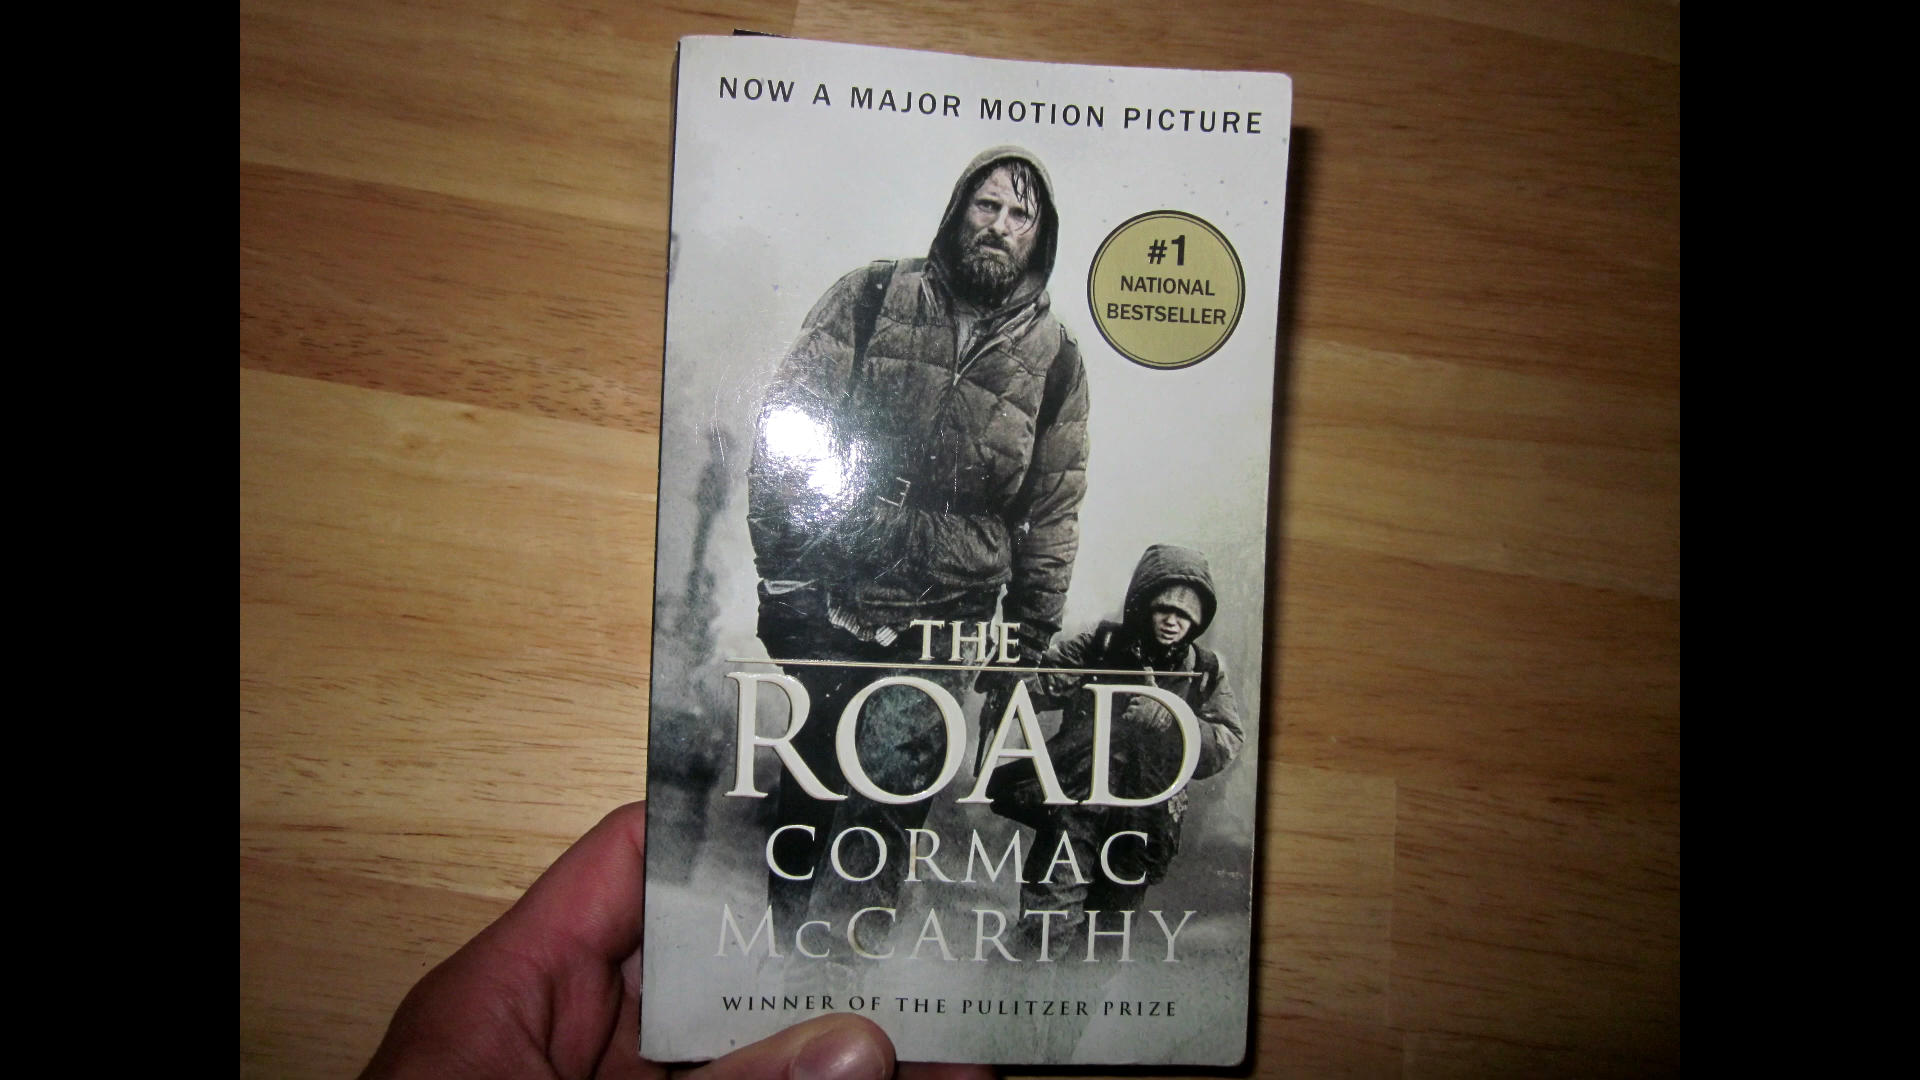 NOW A MAJOR MOTION PICTURE
#1
NATIONAL
BESTSELLER
THE
ROAD
CORMAC
McCARTHY
WINNER OF THE PULITZER PRIZE